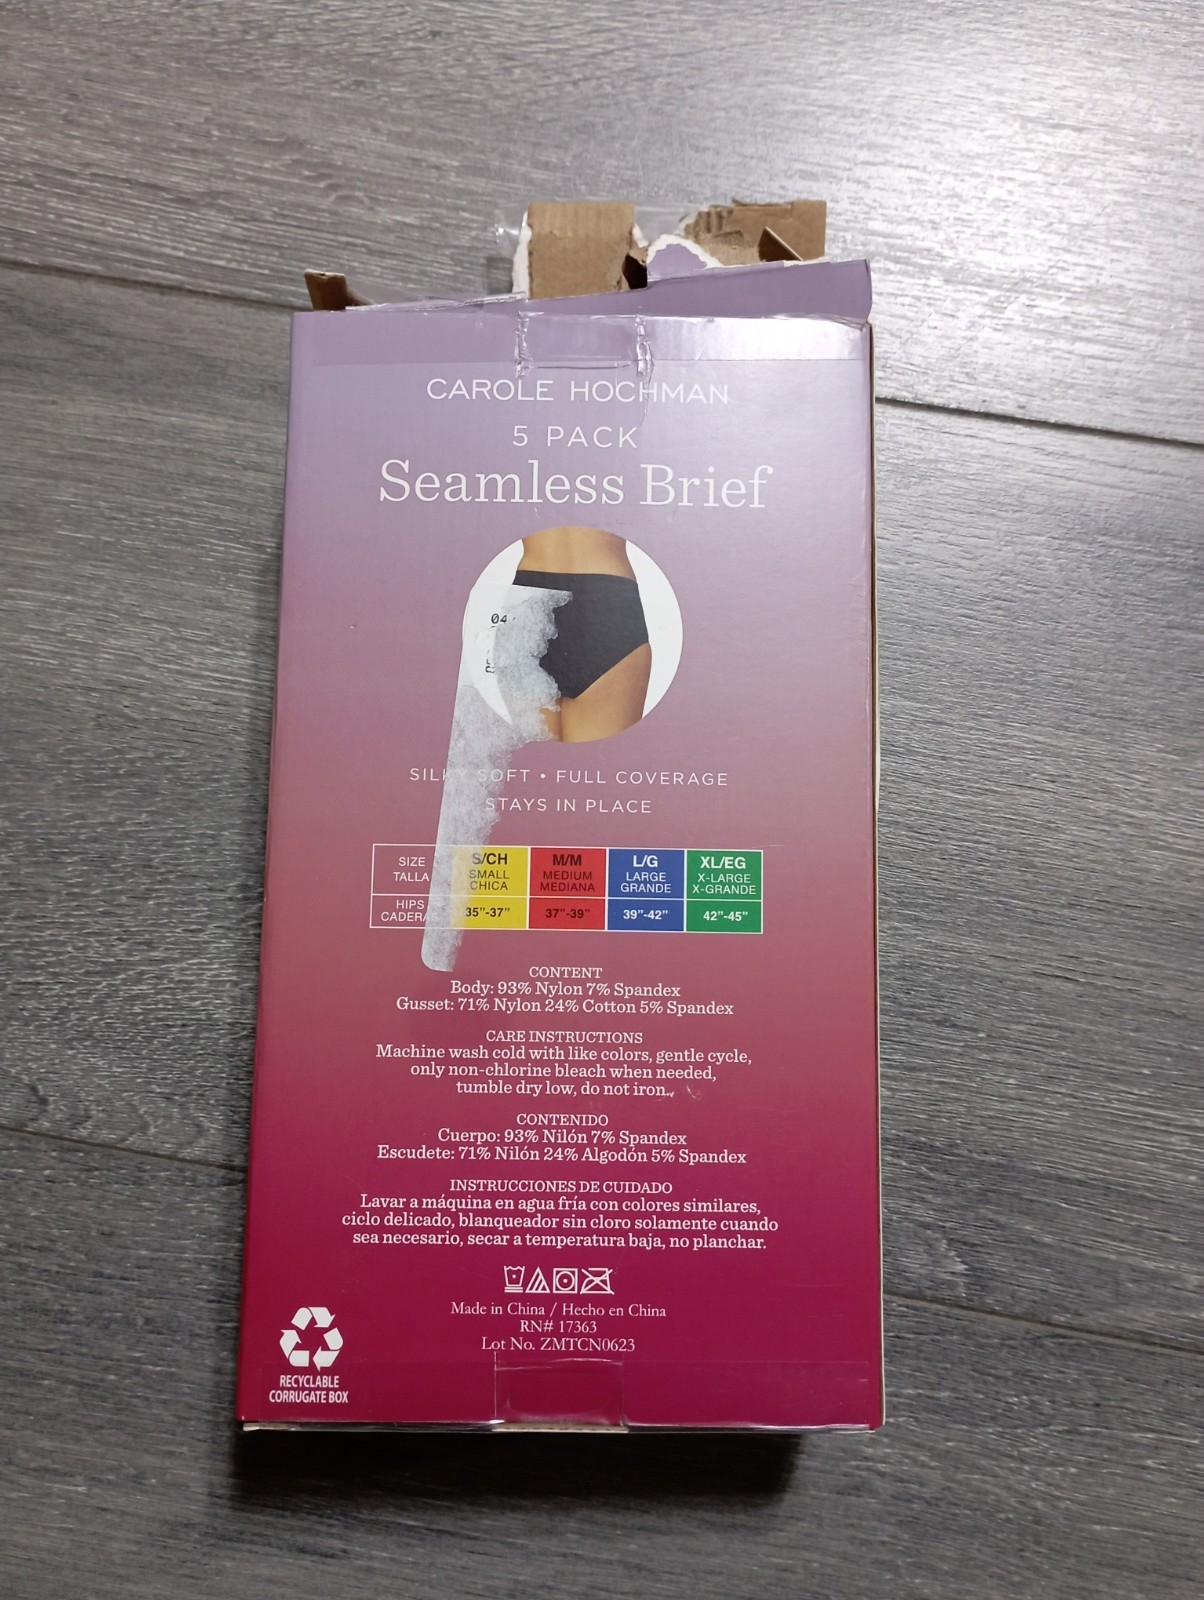 CAROLE HOCHMAN
5 PACK
Seamless Brief
04
SILKY SOFT • FULL COVERAGE
STAYS IN PLACE
SIZE TALLA S/CH SMALL CHICA M/M MEDIUM MEDIANA L/G LARGE GRANDE XL/EG X-LARGE X-GRANDE
HIPS CADERAS 35"-37" 37"-39" 39"-42" 42"-45"
CONTENT
Body: 93% Nylon 7% Spandex
Gusset: 71% Nylon 24% Cotton 5% Spandex
CARE INSTRUCTIONS
Machine wash cold with like colors, gentle cycle,
only non-chlorine bleach when needed,
tumble dry low, do not iron.
CONTENIDO
Cuerpo: 93% Nilón 7% Spandex
Escudete: 71% Nilón 24% Algodón 5% Spandex
INSTRUCCIONES DE CUIDADO
Lavar a máquina en agua fría con colores similares,
ciclo delicado, blanqueador sin cloro solamente cuando
sea necesario, secar a temperatura baja, no planchar.
Made in China / Hecho en China
RN# 17363
Lot No. ZMTCN0623
RECYCLABLE
CORRUGATE BOX